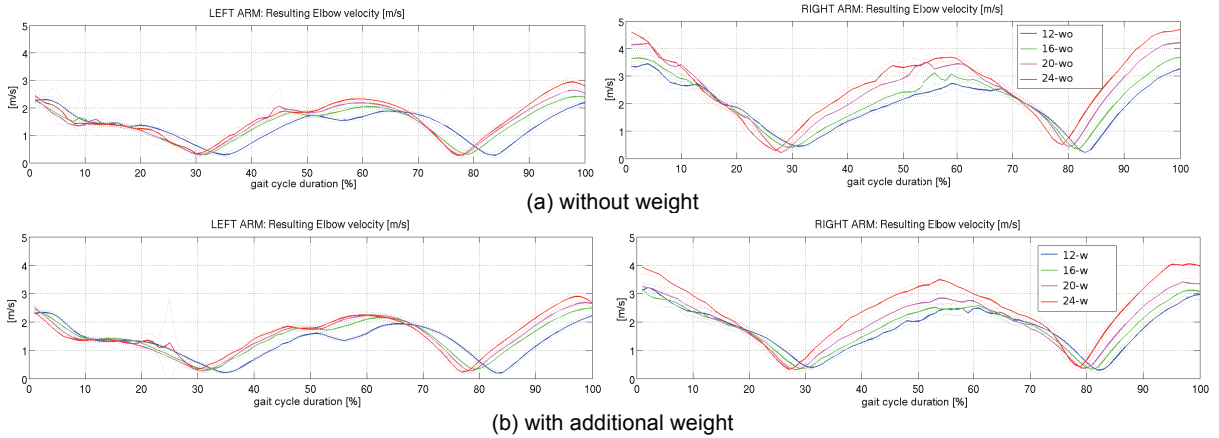 LEFT ARM: Resulting Elbow velocity [m/s]
5
4
3
2
1
0
[m/s]
0 10 20 30 40 50 60 70 80 90 100
gait cycle duration [%]
RIGHT ARM: Resulting Elbow velocity [m/s]
5
4
3
2
1
0
[m/s]
12-wo
16-wo
20-wo
24-wo
0 10 20 30 40 50 60 70 80 90 100
gait cycle duration [%]
(a) without weight
LEFT ARM: Resulting Elbow velocity [m/s]
5
4
3
2
1
0
[m/s]
0 10 20 30 40 50 60 70 80 90 100
gait cycle duration [%]
RIGHT ARM: Resulting Elbow velocity [m/s]
5
4
3
2
1
0
[m/s]
12-w
16-w
20-w
24-w
0 10 20 30 40 50 60 70 80 90 100
gait cycle duration [%]
(b) with additional weight